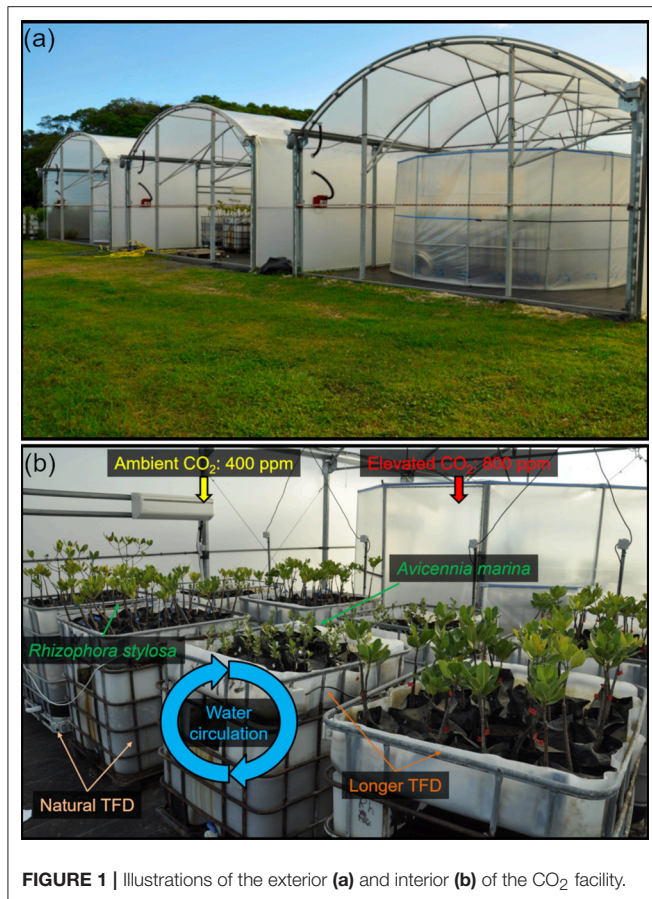 (a)
(b)
Ambient CO₂: 400 ppm
Elevated CO₂: 800 ppm
Avicennia marina
Rhizophora stylosa
Water
circulation
Natural TFD
Longer TFD
FIGURE 1 | Illustrations of the exterior (a) and interior (b) of the CO₂ facility.